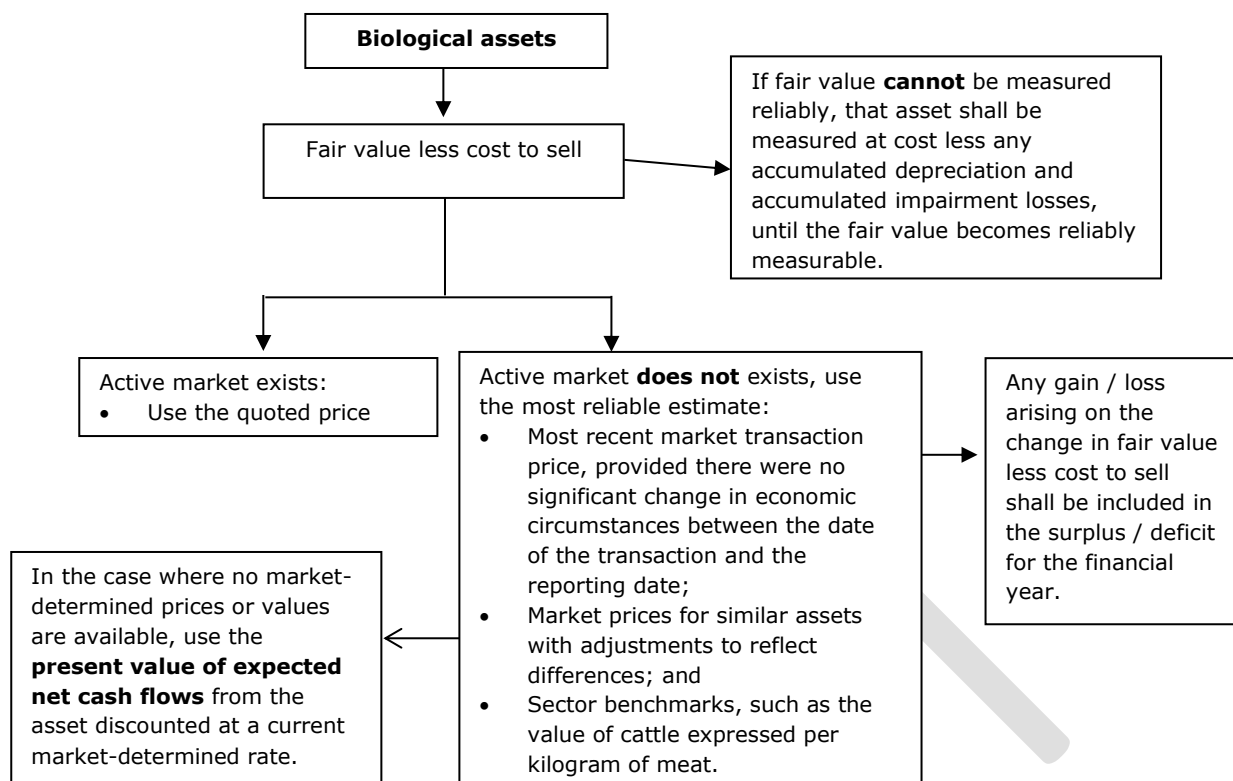 Biological assets
Fair value less cost to sell
If fair value cannot be measured
reliably, that asset shall be
measured at cost less any
accumulated depreciation and
accumulated impairment losses,
until the fair value becomes reliably
measurable.
Active market exists:
• Use the quoted price
Active market does not exists, use
the most reliable estimate:
• Most recent market transaction
price, provided there were no
significant change in economic
circumstances between the date
of the transaction and the
reporting date;
• Market prices for similar assets
with adjustments to reflect
differences; and
• Sector benchmarks, such as the
value of cattle expressed per
kilogram of meat.
Any gain / loss
arising on the
change in fair value
less cost to sell
shall be included in
the surplus / deficit
for the financial
year.
In the case where no market-
determined prices or values
are available, use the
present value of expected
net cash flows from the
asset discounted at a current
market-determined rate.